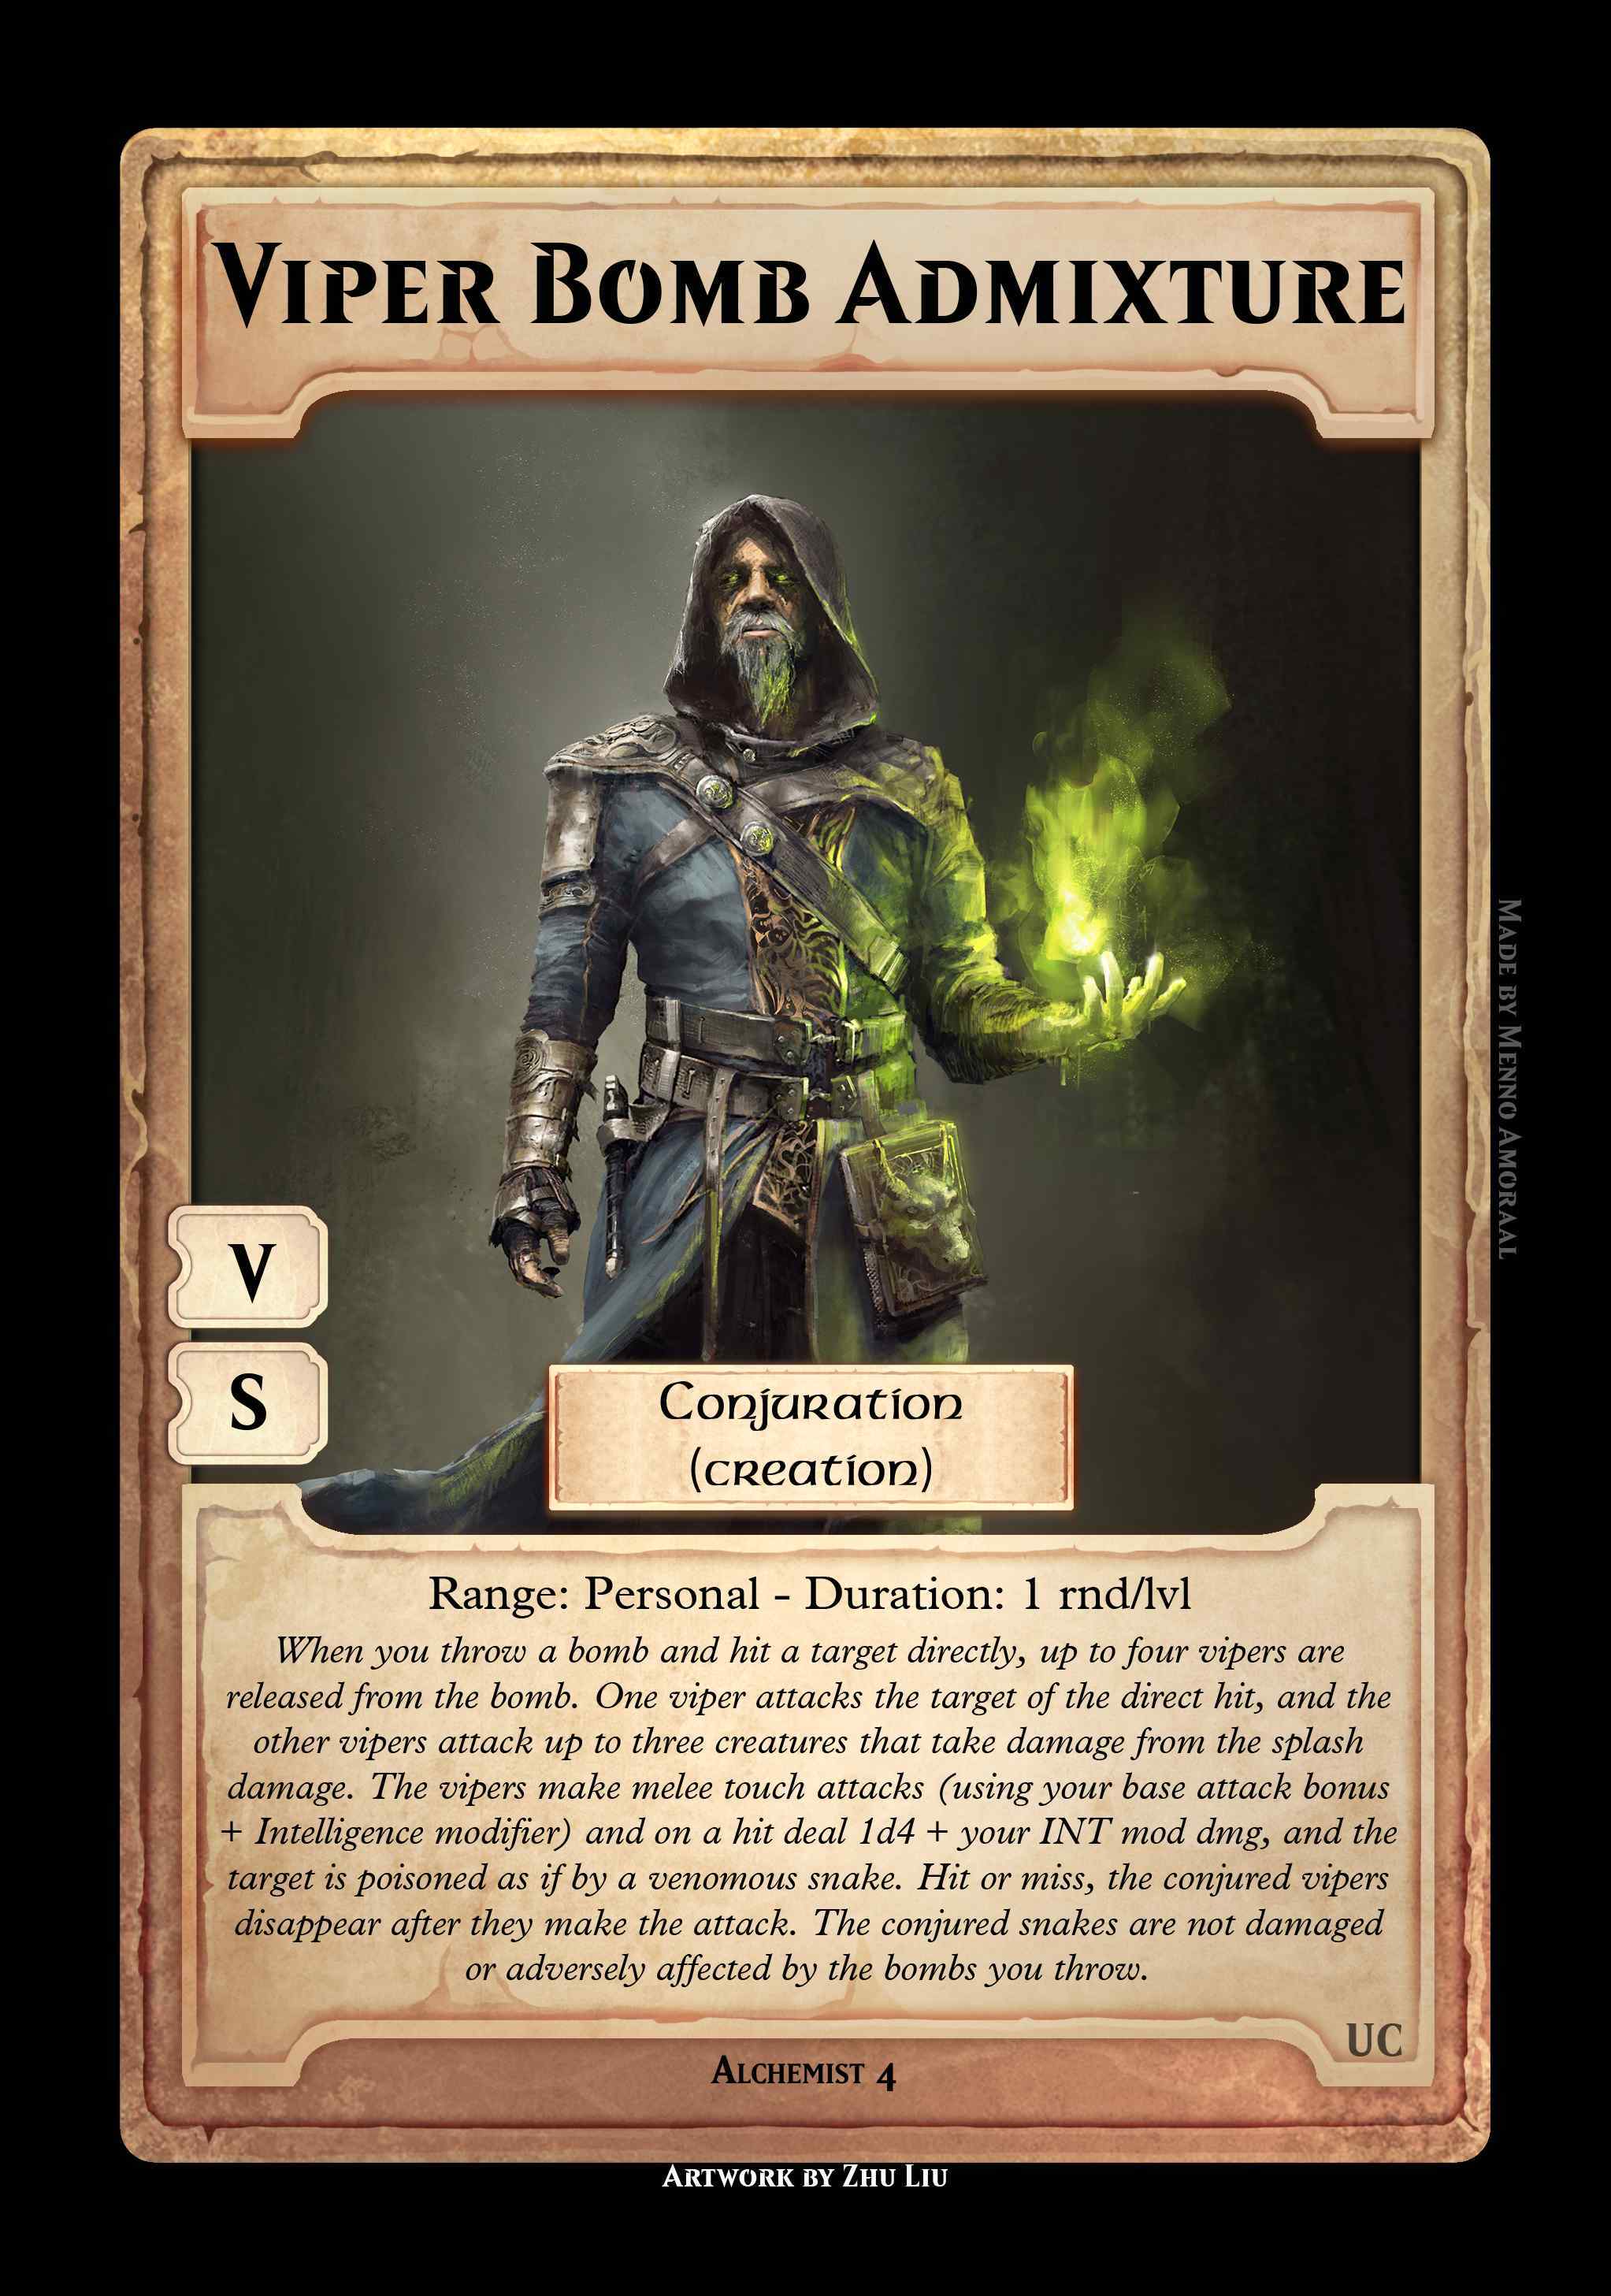 Viper Bomb Admixture
V
S
Conjuration
(creation)
Range: Personal - Duration: 1 rnd/lvl
When you throw a bomb and hit a target directly, up to four vipers are
released from the bomb. One viper attacks the target of the direct hit, and the
other vipers attack up to three creatures that take damage from the splash
damage. The vipers make melee touch attacks (using your base attack bonus
+ Intelligence modifier) and on a hit deal 1d4 + your INT mod dmg, and the
target is poisoned as if by a venomous snake. Hit or miss, the conjured vipers
disappear after they make the attack. The conjured snakes are not damaged
or adversely affected by the bombs you throw.
UC
Alchemist 4
Artwork by Zhu Liu
Made by Menno Amoraal